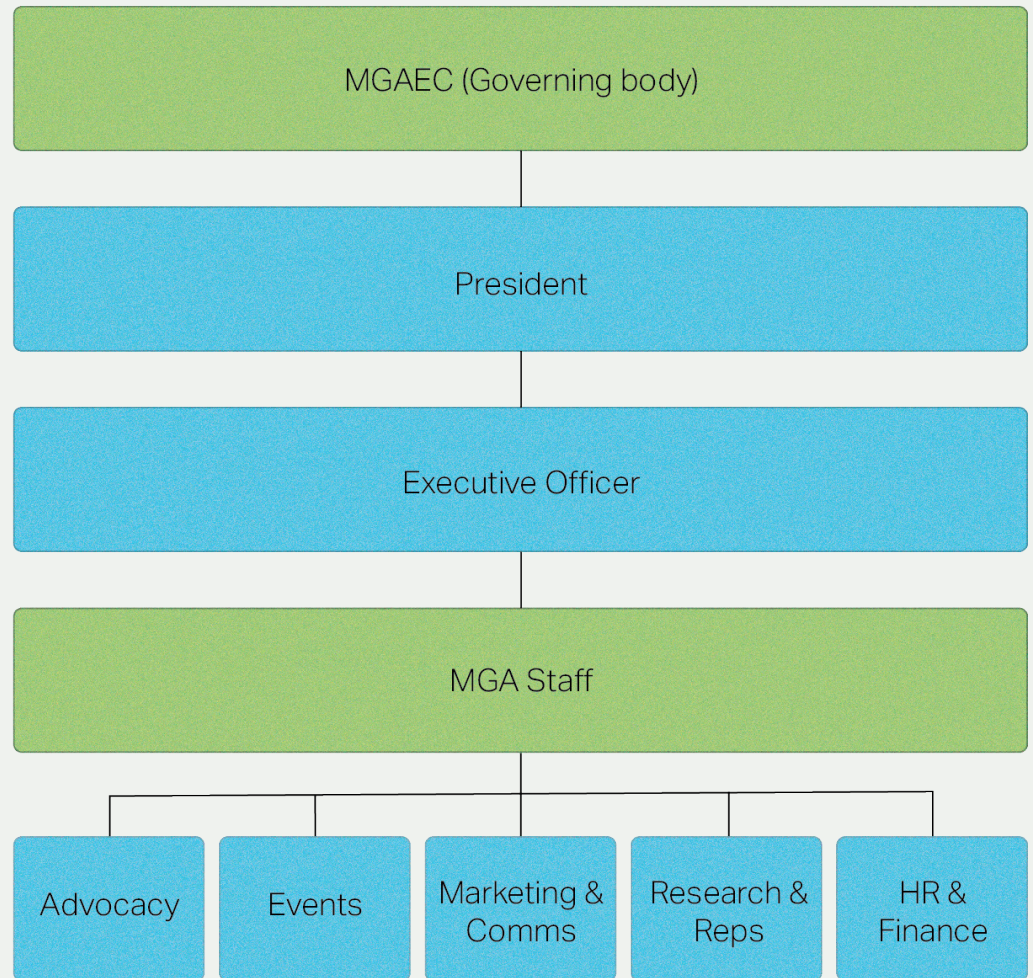 MGAEC (Governing body)
President
Executive Officer
MGA Staff
Advocacy
Events
Marketing &
Comms
Research &
Reps
HR &
Finance